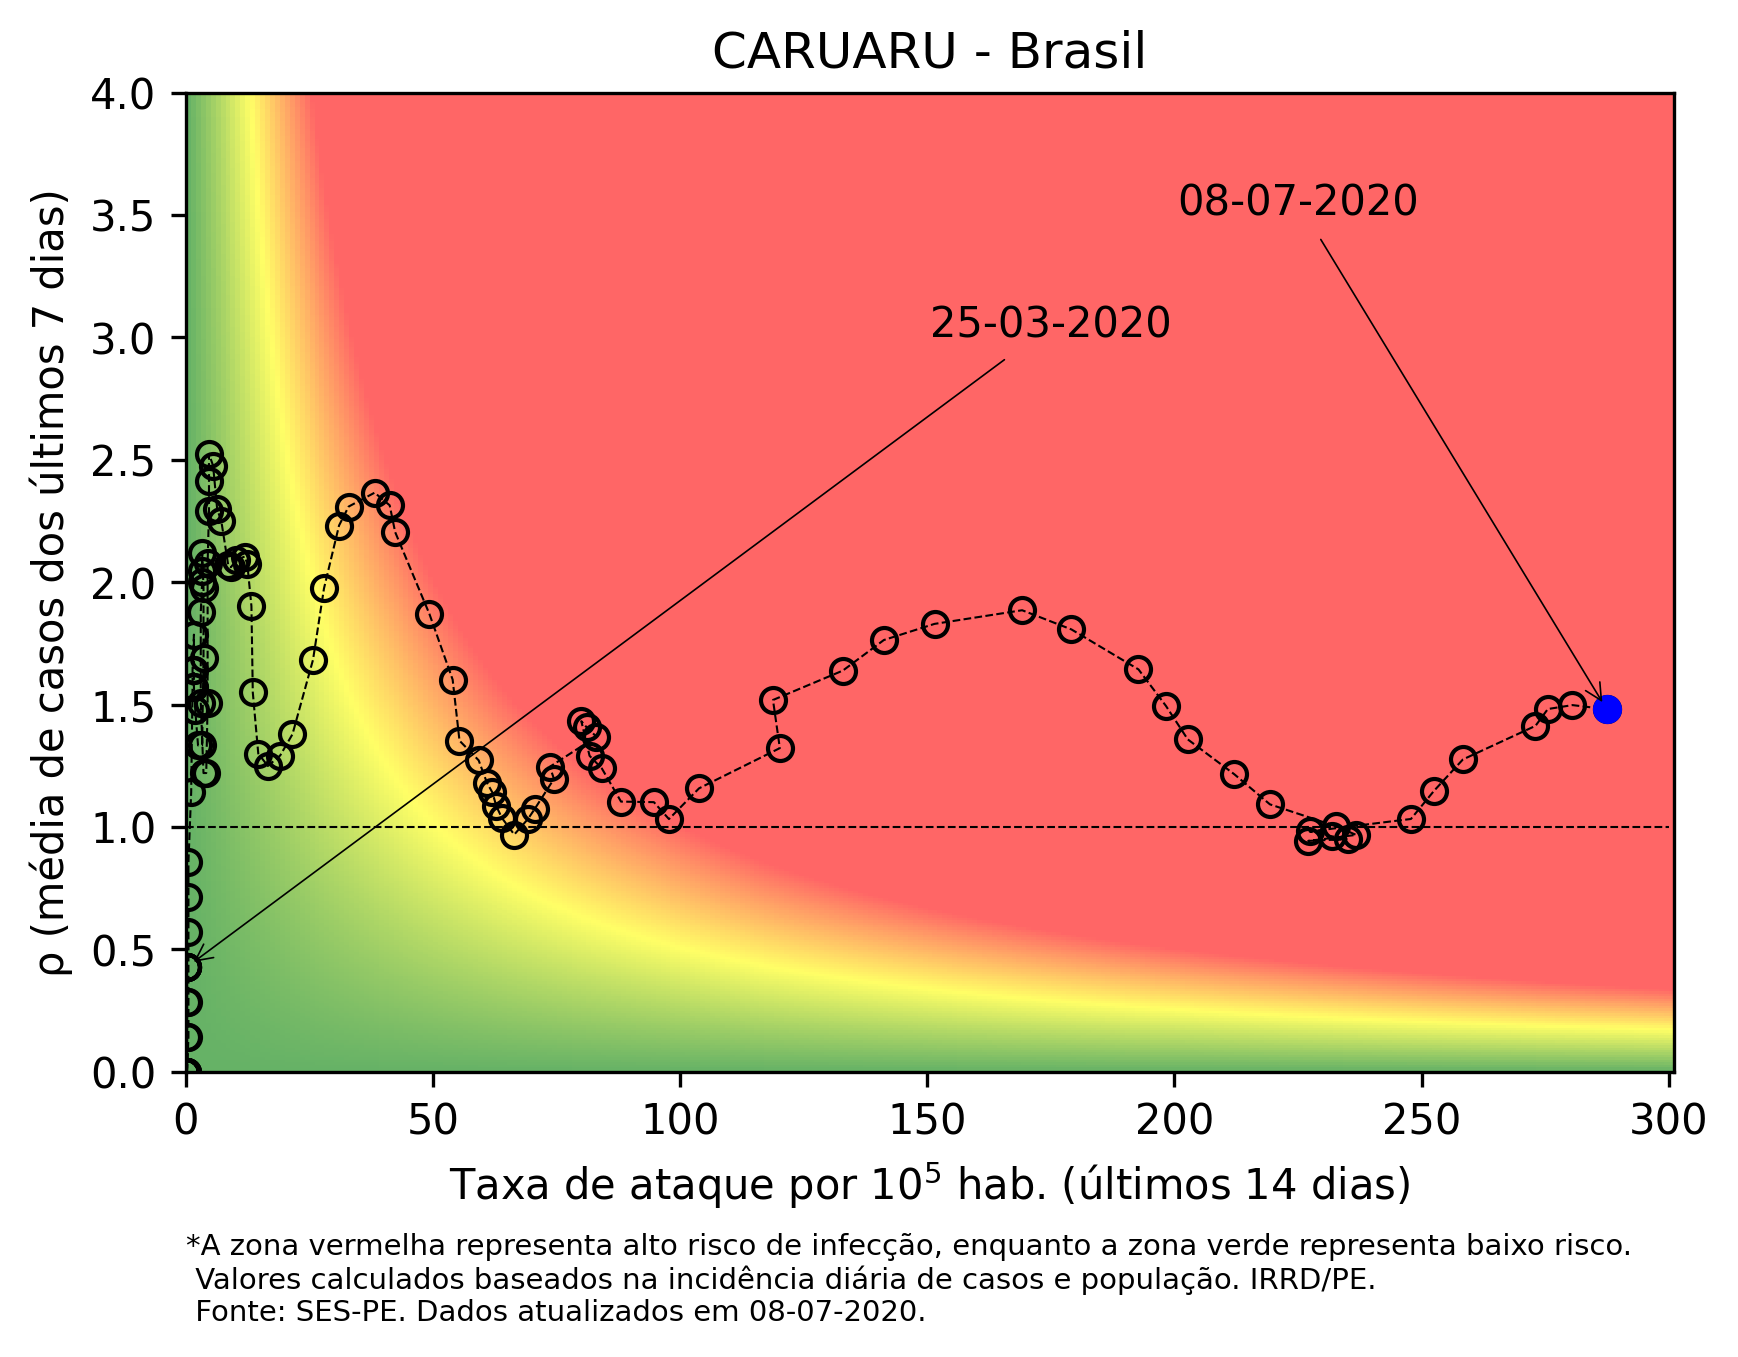 CARUARU - Brasil
4.0
3.5
3.0
2.5
2.0
1.5
1.0
0.5
0.0
ρ (média de casos dos últimos 7 dias)
08-07-2020
25-03-2020
0 50 100 150 200 250 300
Taxa de ataque por 10⁵ hab. (últimos 14 dias)
*A zona vermelha representa alto risco de infecção, enquanto a zona verde representa baixo risco.
Valores calculados baseados na incidência diária de casos e população. IRRD/PE.
Fonte: SES-PE. Dados atualizados em 08-07-2020.